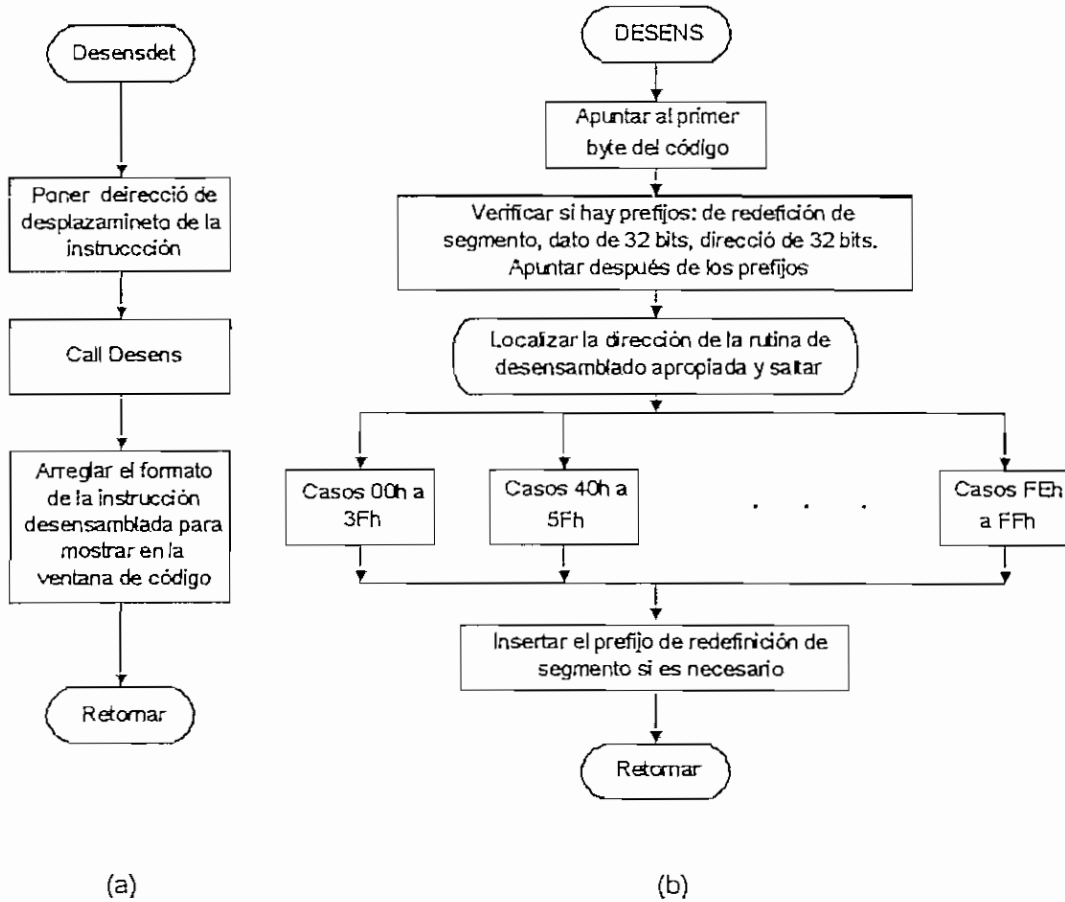 Desensdet
Poner deirecció de
desplazamineto de la
instruccción
Call Desens
Arreglar el formato
de la instrucción
desensamblada para
mostrar en la
ventana de código
Retornar
(a)
DESENS
Apuntar al primer
byte del código
Verificar si hay prefijos: de redefición de
segmento, dato de 32 bits, direcció de 32 bits.
Apuntar después de los prefijos
Localizar la dirección de la rutina de
desensamblado apropiada y saltar
Casos 00h a
3Fh
Casos 40h a
5Fh
. . .
Casos FEh
a FFh
Insertar el prefijo de redefinición de
segmento si es necesario
Retornar
(b)